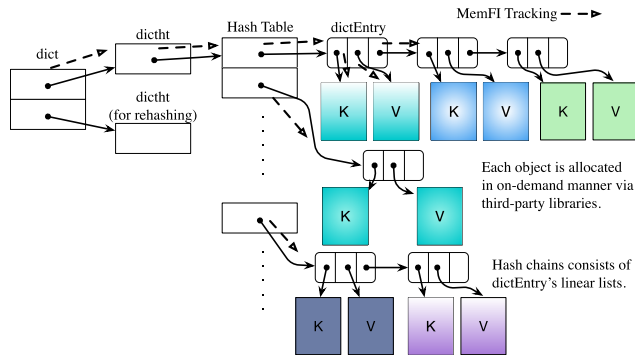 MemFI Tracking
Hash Table
dict
dictht
dictEntry
dictht
(for rehashing)
K
V
K
V
K
V
Each object is allocated
in on-demand manner via
third-party libraries.
K
V
Hash chains consists of
dictEntry's linear lists.
K
V
K
V